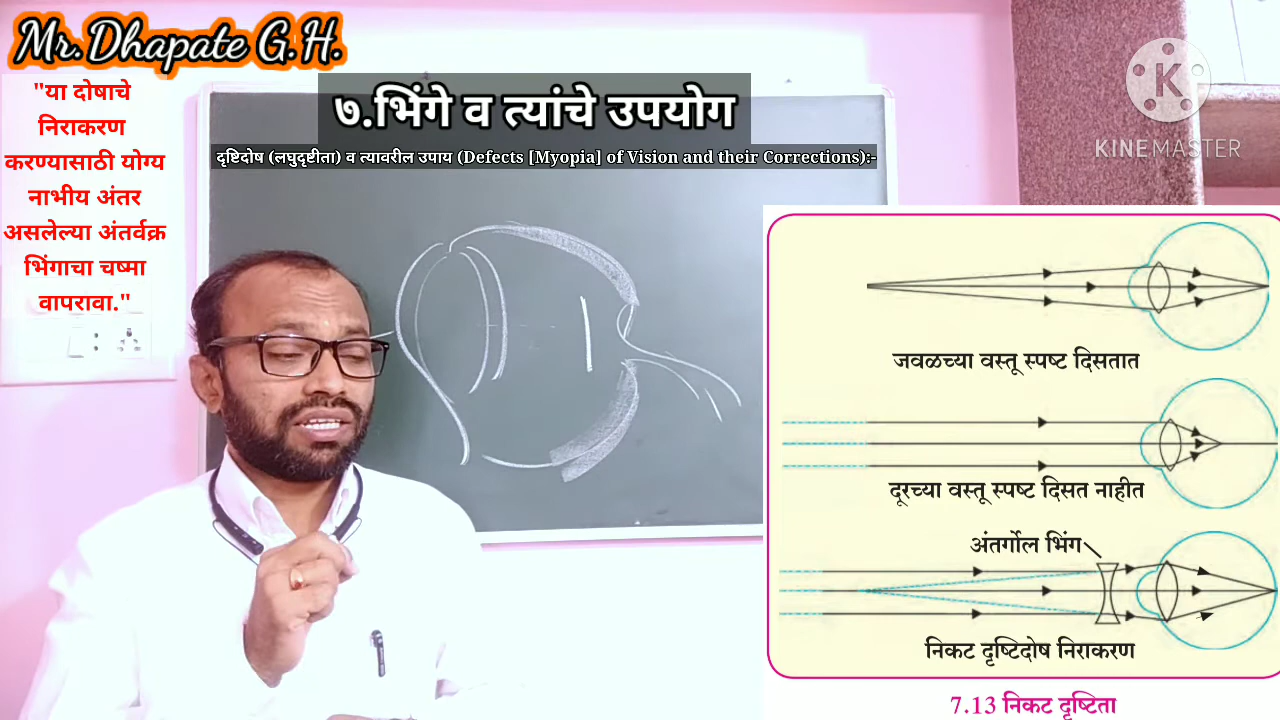 Mr.Dhapate G.H.
"या दोषाचे
निराकरण
करण्यासाठी योग्य
नाभीय अंतर
असलेल्या अंतर्वक्र
भिंगाचा चष्मा
वापरावा."
७.भिंगे व त्यांचे उपयोग
दृष्टिदोष (लघुदृष्टीता) व त्यावरील उपाय (Defects [Myopia] of Vision and their Corrections):-
K
KINEMASTER
जवळच्या वस्तू स्पष्ट दिसतात
दूरच्या वस्तू स्पष्ट दिसत नाहीत
अंतर्गोल भिंग
निकट दृष्टिदोष निराकरण
7.13 निकट दृष्टिता